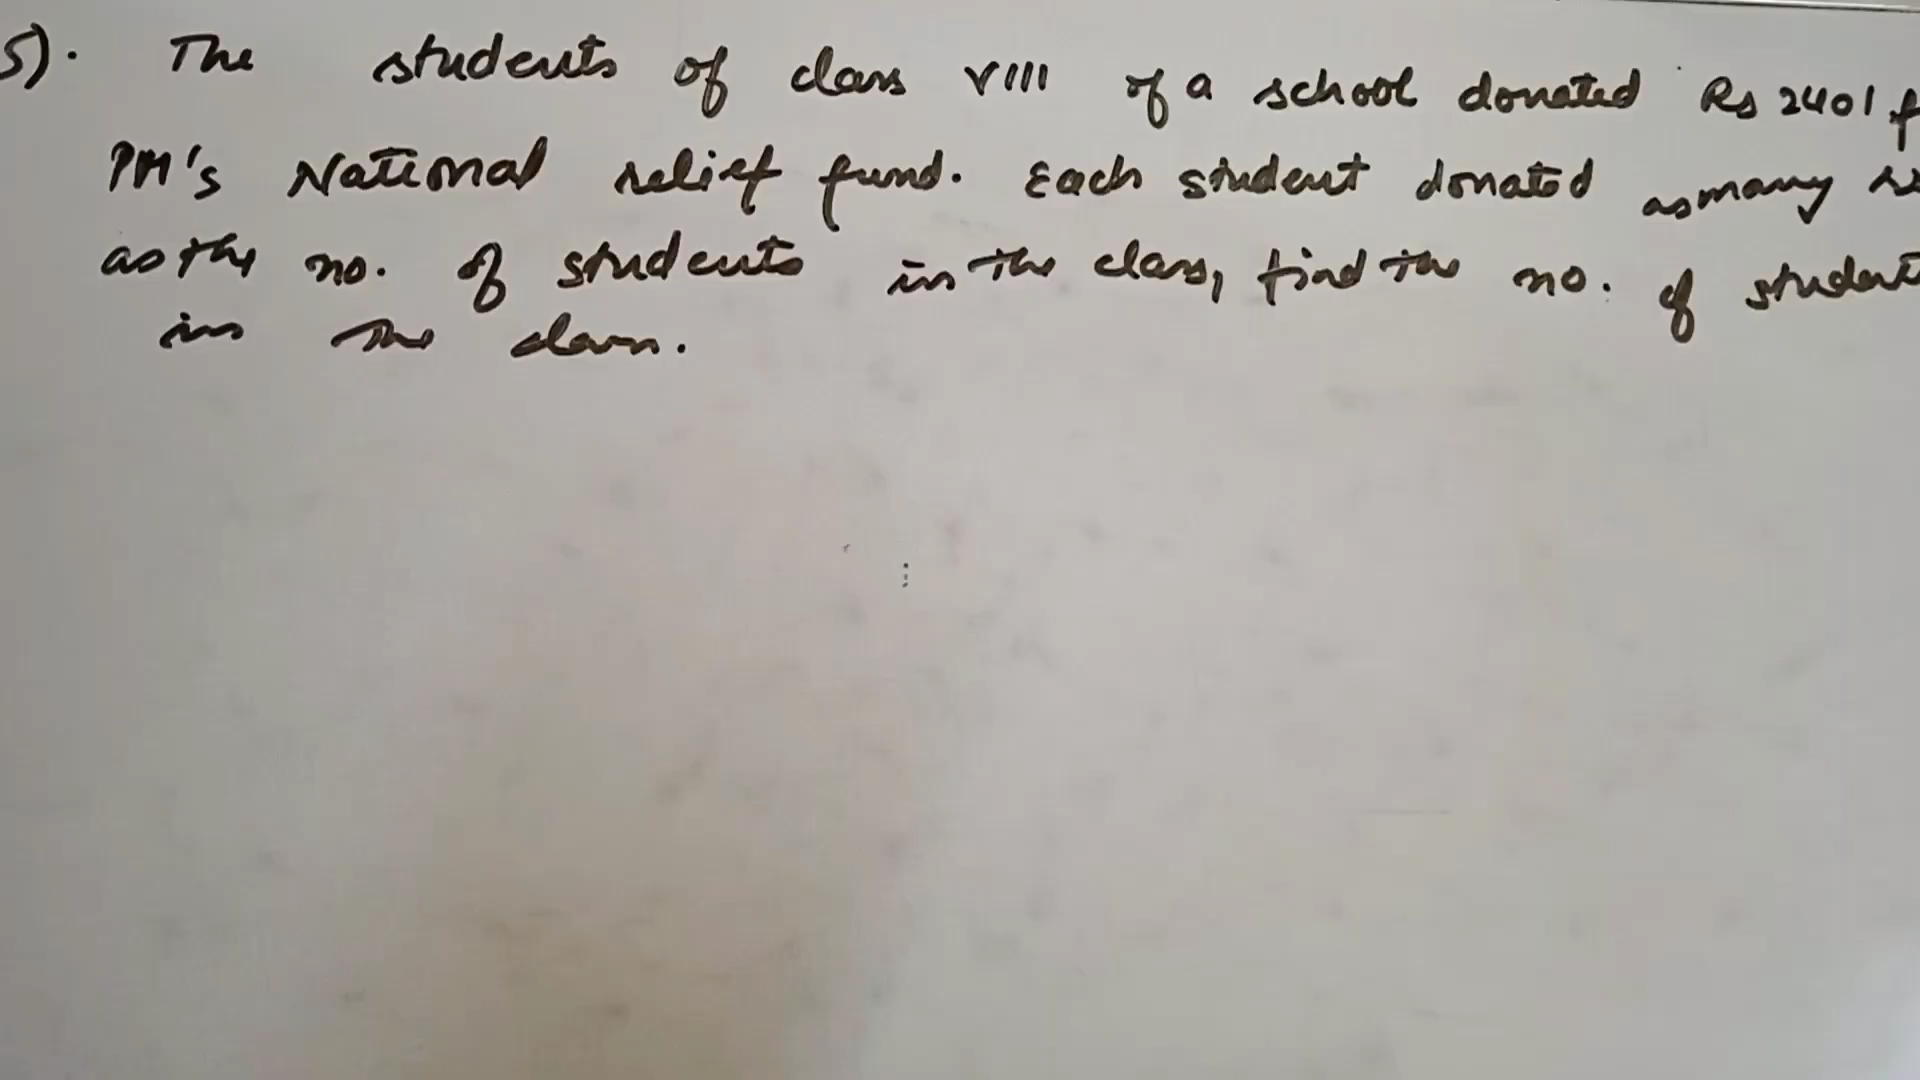 5). The students of class VIII of a school donated Rs 2401 f
PM's National relief fund. Each student donated as many
as the no. of students in the class, find the no. of student
in the class.